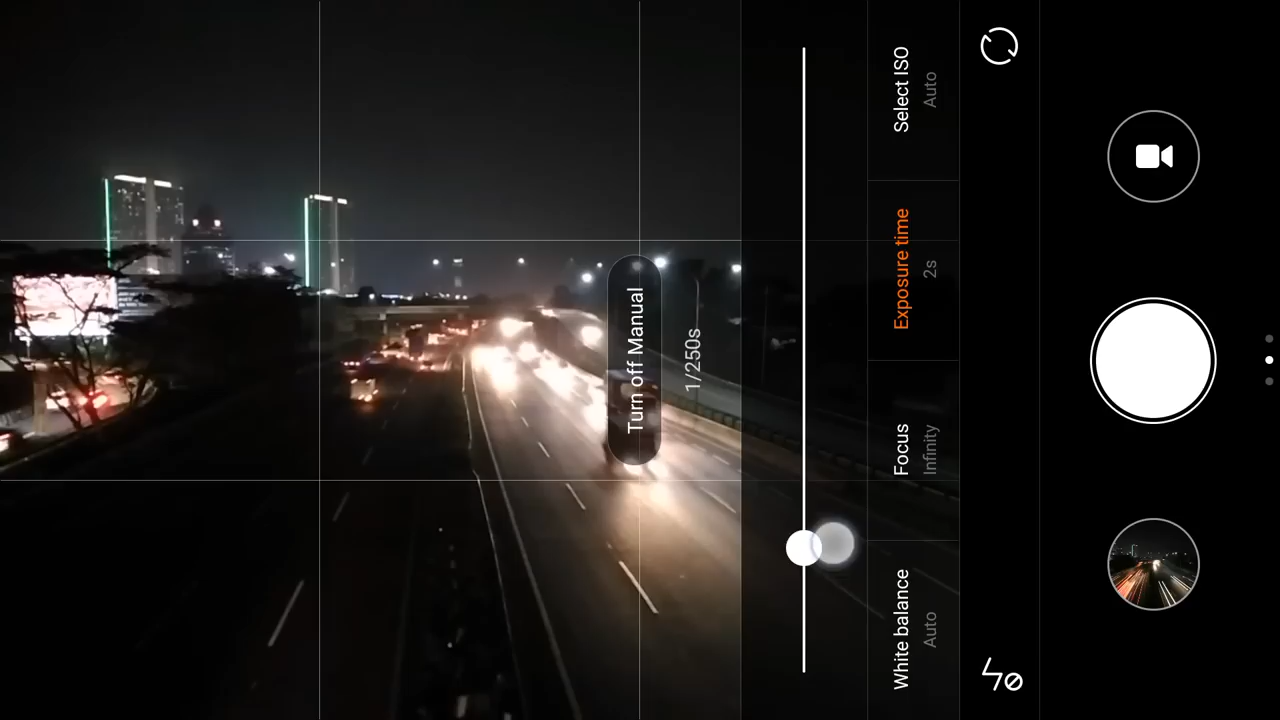 Select ISO
Auto
Exposure time
2s
Focus
Infinity
White balance
Auto
Turn off Manual
1/250s